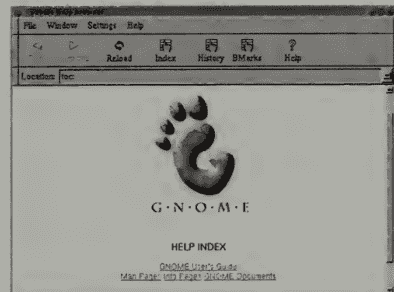 File Window Settings Help
Reload Index History BMarks Help
Location: toc:
G·N·O·M·E
HELP INDEX
GNOME User's Guide
Man Pages Info Pages GNOME Documents